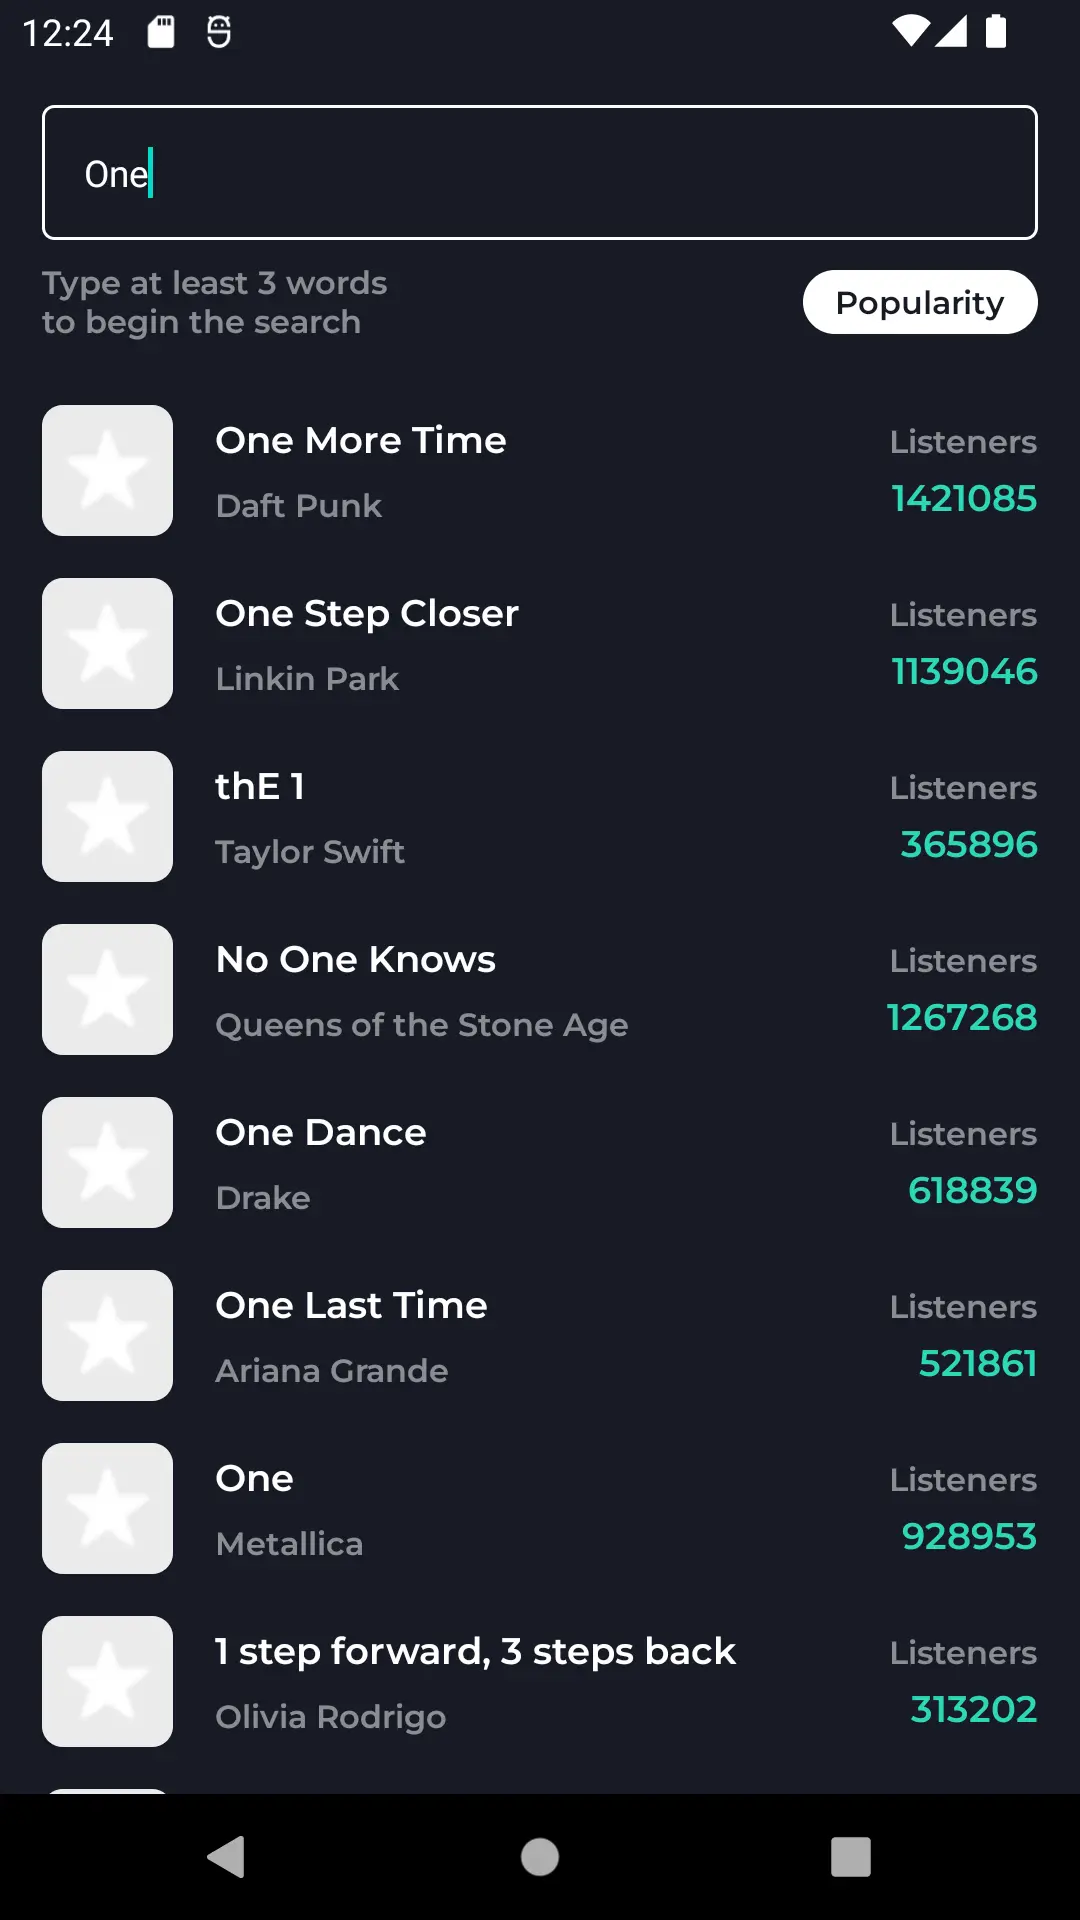 12:24
One
Type at least 3 words
to begin the search
Popularity
One More Time
Daft Punk
Listeners
1421085
One Step Closer
Linkin Park
Listeners
1139046
thE 1
Taylor Swift
Listeners
365896
No One Knows
Queens of the Stone Age
Listeners
1267268
One Dance
Drake
Listeners
618839
One Last Time
Ariana Grande
Listeners
521861
One
Metallica
Listeners
928953
1 step forward, 3 steps back
Olivia Rodrigo
Listeners
313202